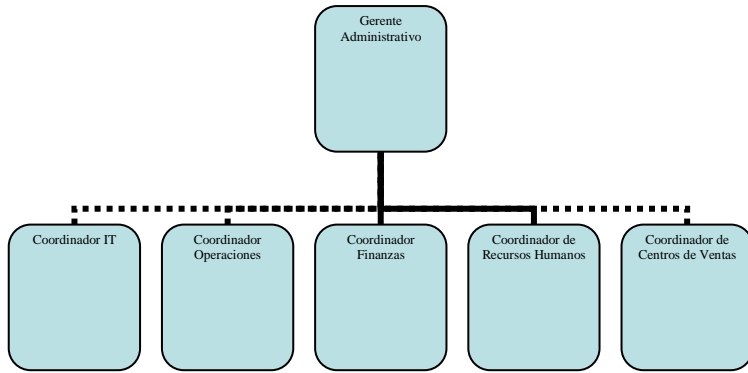 Gerente
Administrativo
Coordinador IT
Coordinador
Operaciones
Coordinador
Finanzas
Coordinador de
Recursos Humanos
Coordinador de
Centros de Ventas